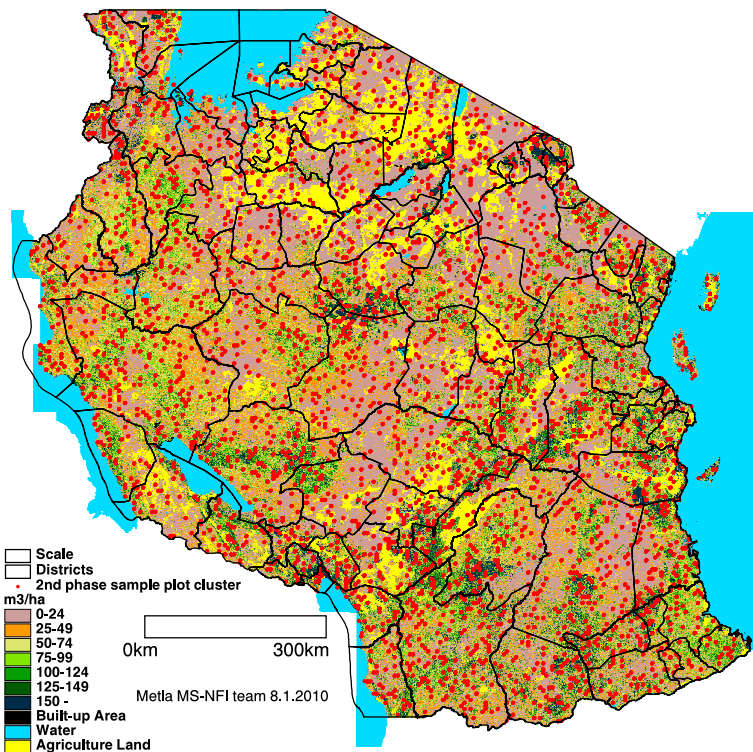 Scale
Districts
2nd phase sample plot cluster
m3/ha
0-24
25-49
50-74
75-99
100-124
125-149
150 -
Built-up Area
Water
Agriculture Land
0km 300km
Metla MS-NFI team 8.1.2010